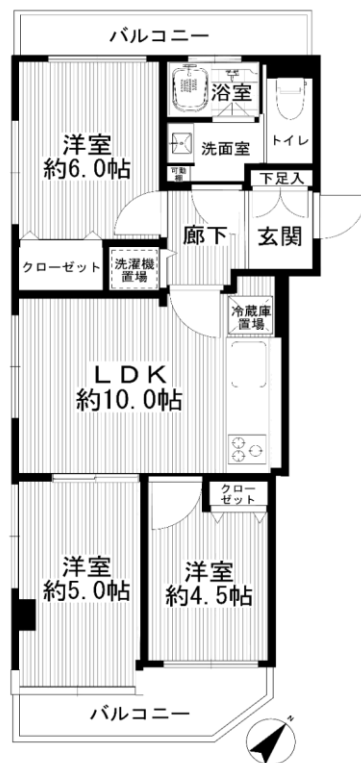 バルコニー
浴室
洋室
約6.0帖
洗面室
トイレ
可動棚
下足入
廊下
玄関
クローゼット
洗濯機
置場
冷蔵庫
置場
LDK
約10.0帖
クロー
ゼット
洋室
約5.0帖
洋室
約4.5帖
バルコニー
N